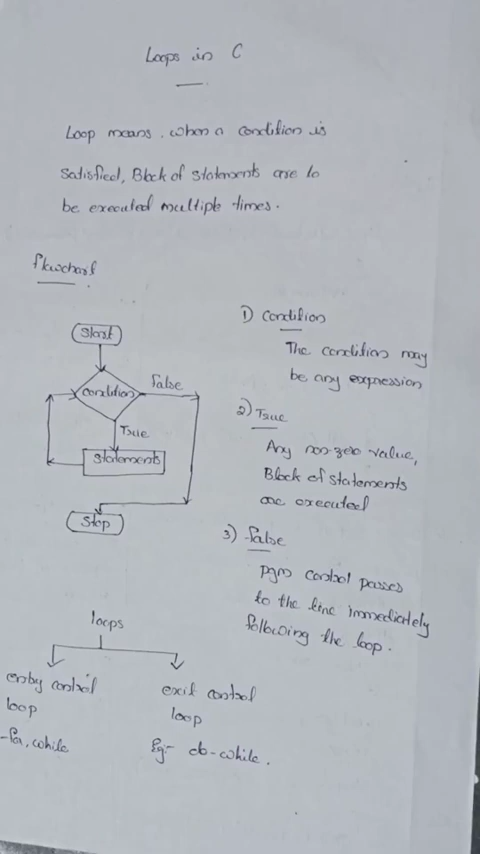 Loops in C
Loop means, when a condition is
satisfied, Block of statements are to
be executed multiple times.
flowchart
Start
Condition
false
True
Statements
Stop
1) Condition
The condition may
be any expression
2) True
Any non-zero value,
Block of statements
are executed
3) false
pgm control passes
to the line immediately
following the loop.
loops
entry control
loop
-for, while
exit control
loop
Eg:- do-while.